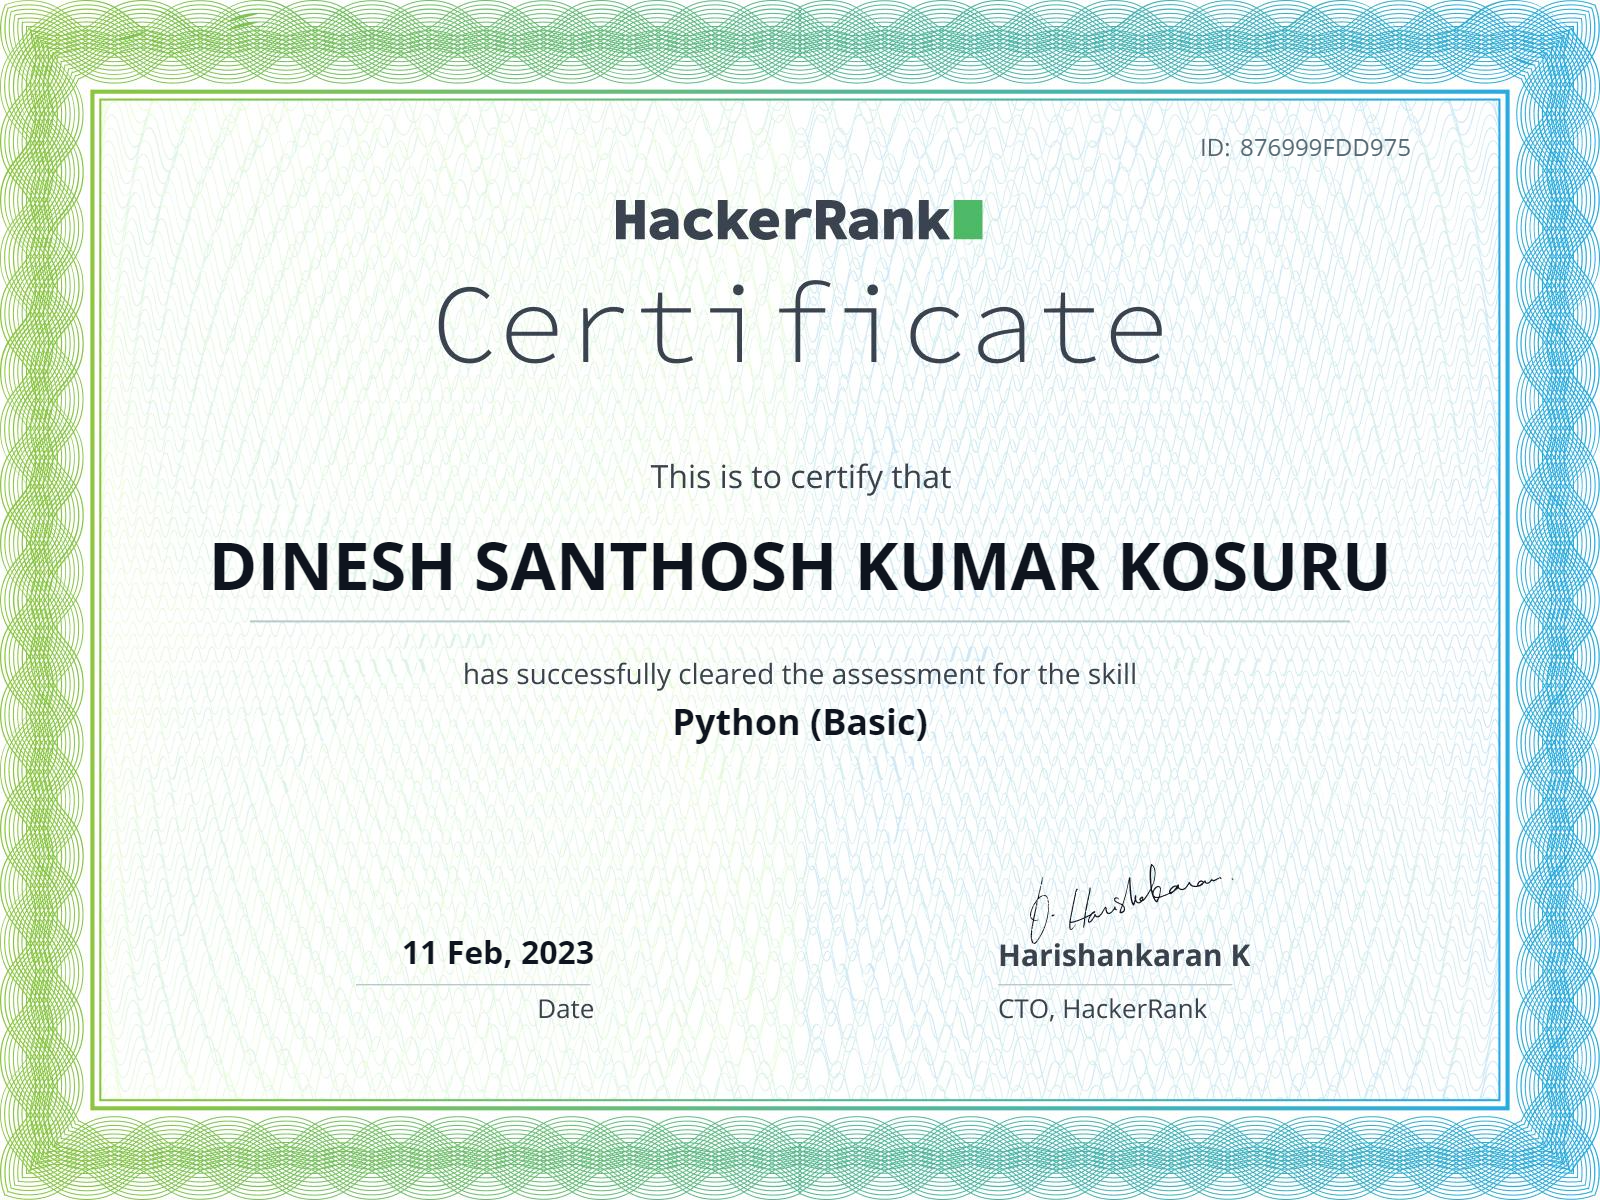 ID: 876999FDD975
HackerRank
Certificate
This is to certify that
DINESH SANTHOSH KUMAR KOSURU
has successfully cleared the assessment for the skill
Python (Basic)
11 Feb, 2023
Date
Harishankaran K
CTO, HackerRank